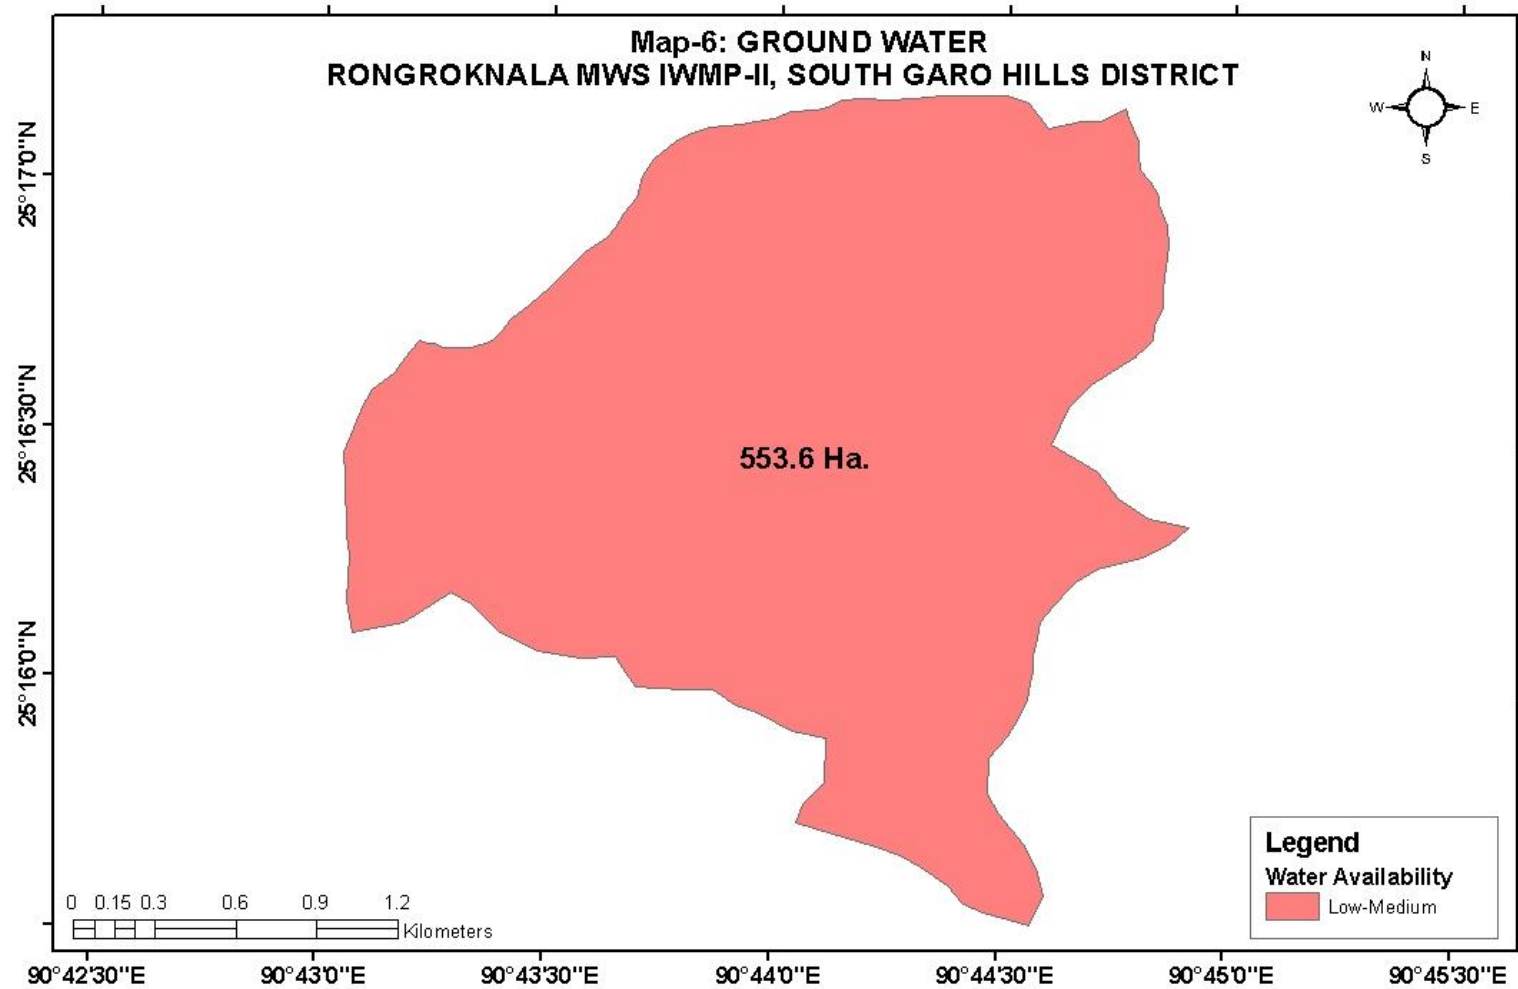 Map-6: GROUND WATER
RONGROKNALA MWS IWMP-II, SOUTH GARO HILLS DISTRICT
N
W
E
S
25°17'0"N
25°16'30"N
25°16'0"N
553.6 Ha.
Legend
Water Availability
Low-Medium
0 0.15 0.3 0.6 0.9 1.2
Kilometers
90°42'30"E 90°43'0"E 90°43'30"E 90°44'0"E 90°44'30"E 90°45'0"E 90°45'30"E